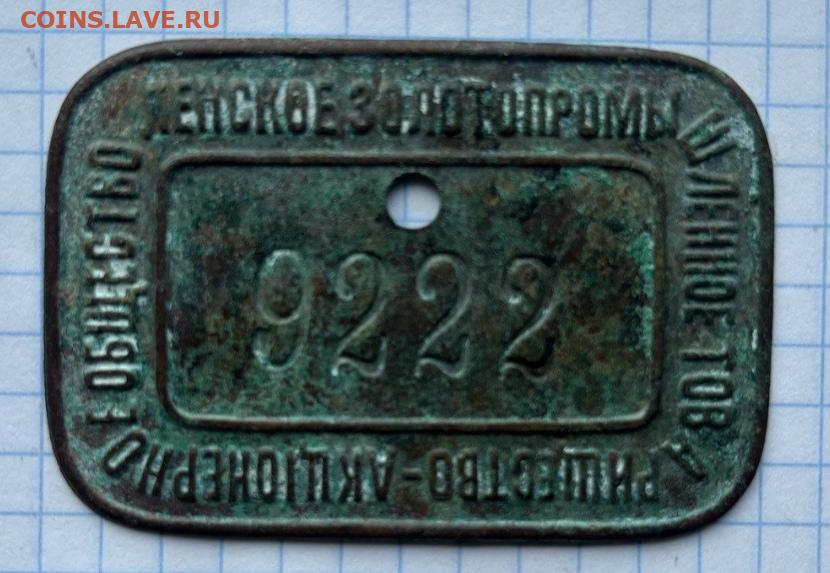 COINS.LAVE.RU
ЛЕНСКОЕ ЗОЛОТОПРОМЫШЛЕННОЕ ТОВАРИЩЕСТВО-АКЦІОНЕРНОЕ ОБЩЕСТВО
9222